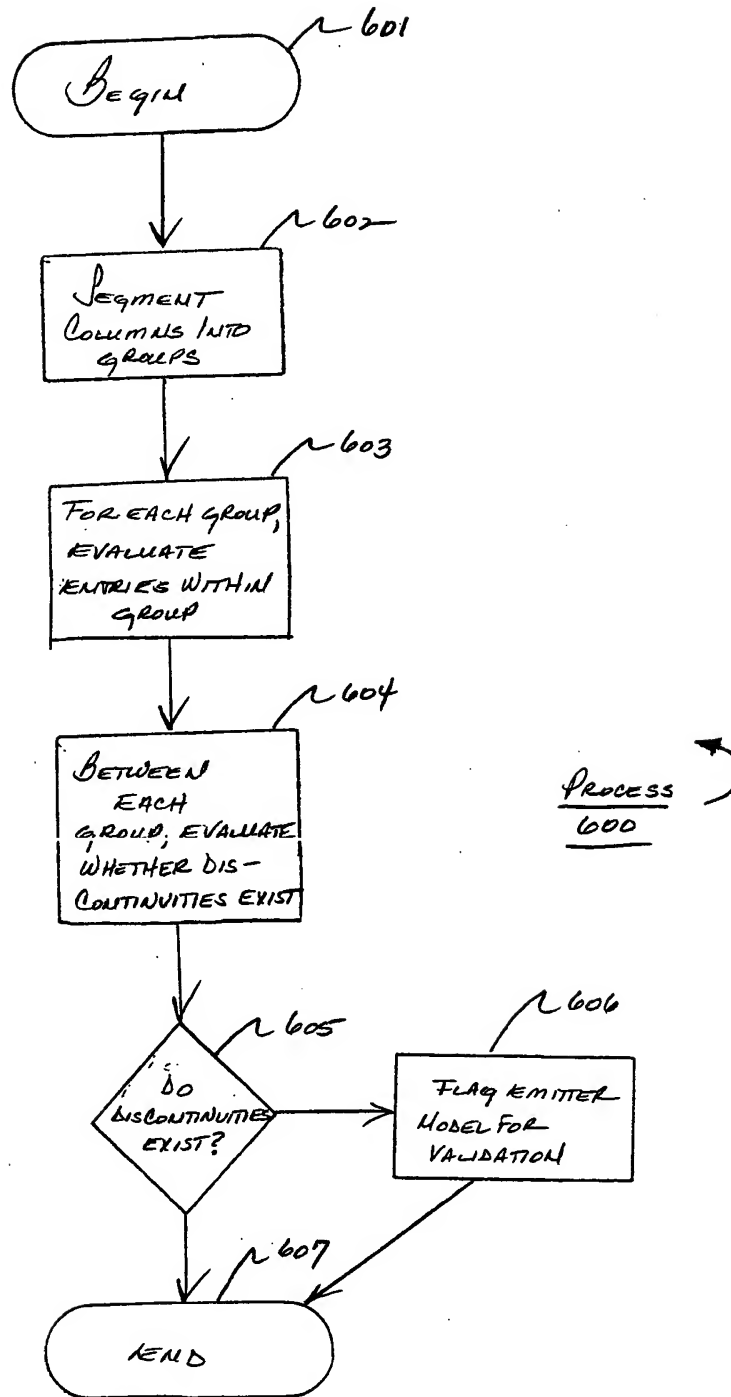 601
BEGIN
602
SEGMENT
COLUMNS INTO
GROUPS
603
FOR EACH GROUP,
EVALUATE
ENTRIES WITHIN
GROUP
604
BETWEEN
EACH
GROUP, EVALUATE
WHETHER DIS-
CONTINUITIES EXIST
PROCESS
600
605
DO
DISCONTINUITIES
EXIST?
606
FLAG EMITTER
MODEL FOR
VALIDATION
607
END